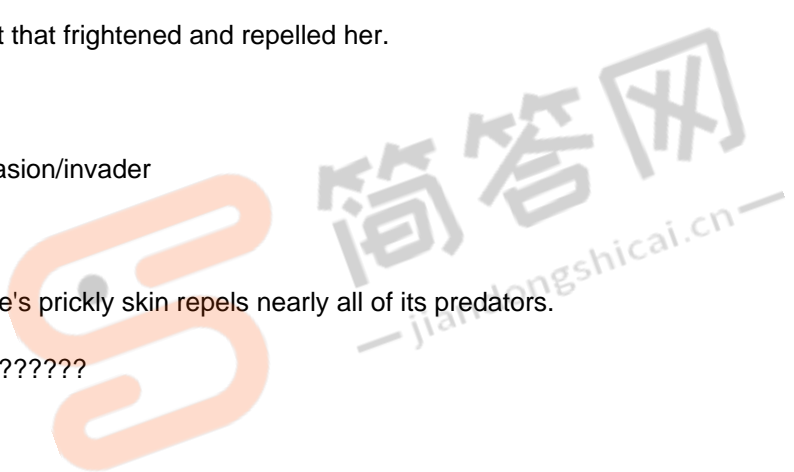 t that frightened and repelled her.
asion/invader
e's prickly skin repels nearly all of its predators.
??????
简答网
jiandongshicai.cn